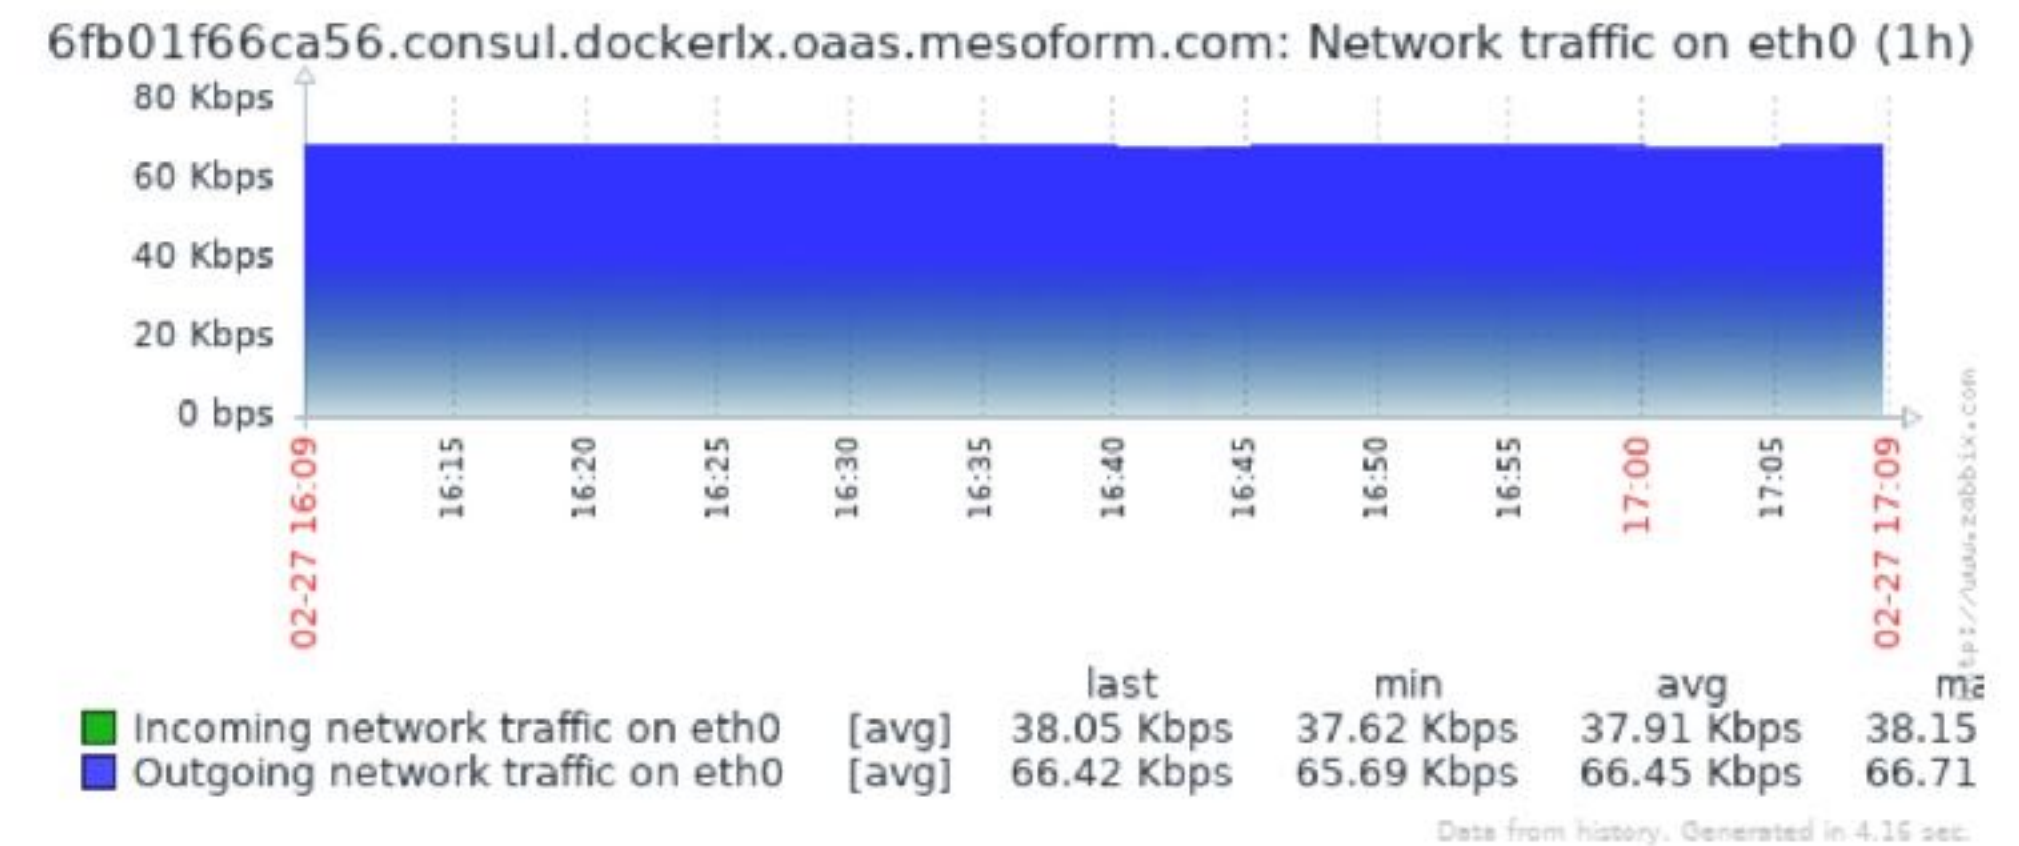 6fb01f66ca56.consul.dockerlx.oaas.mesoform.com: Network traffic on eth0 (1h)
80 Kbps
60 Kbps
40 Kbps
20 Kbps
0 bps
02-27 16:09
16:15
16:20
16:25
16:30
16:35
16:40
16:45
16:50
16:55
17:00
17:05
02-27 17:09
tp://www.zabbix.com
last min avg ma
Incoming network traffic on eth0 [avg] 38.05 Kbps 37.62 Kbps 37.91 Kbps 38.15
Outgoing network traffic on eth0 [avg] 66.42 Kbps 65.69 Kbps 66.45 Kbps 66.71
Data from history. Generated in 4.16 sec.